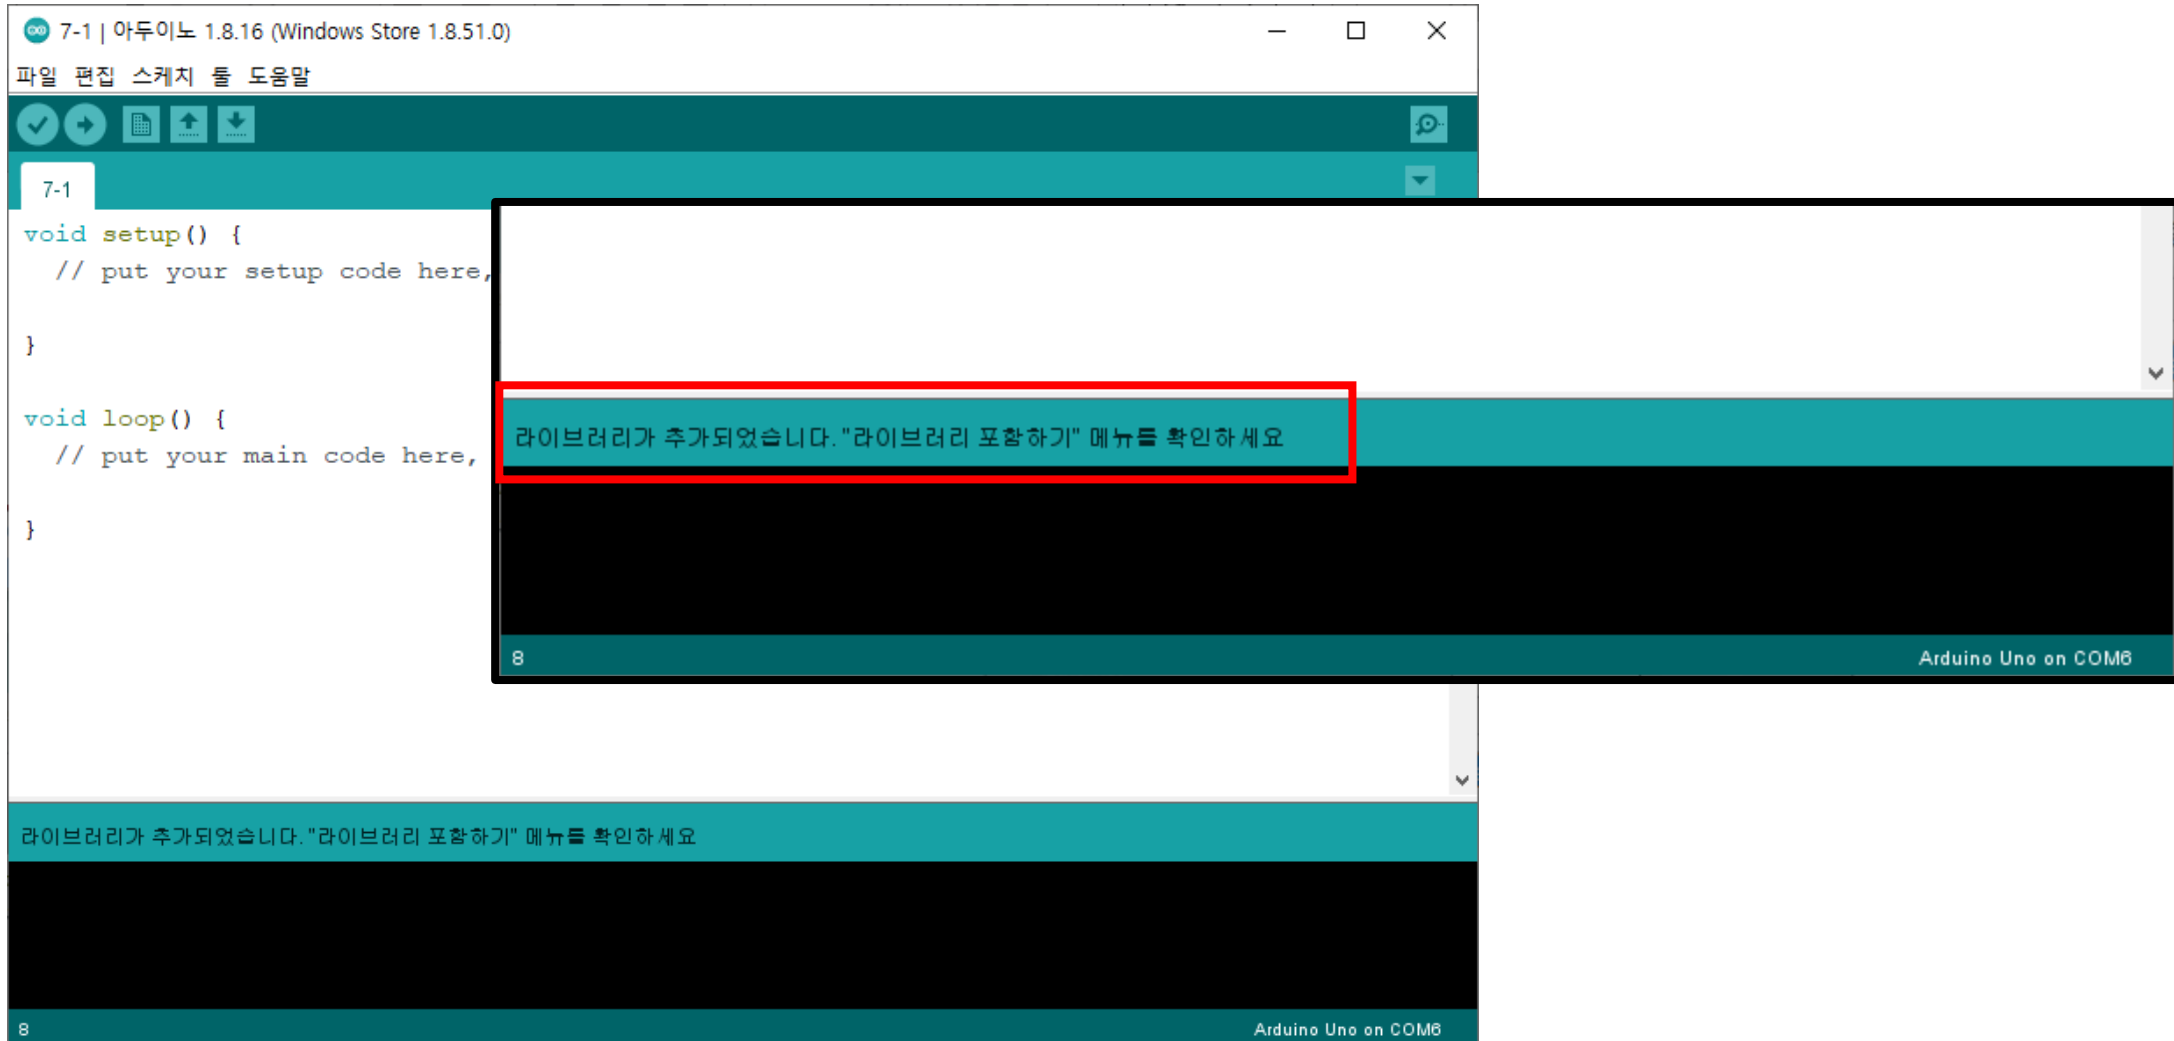 7-1 | 아두이노 1.8.16 (Windows Store 1.8.51.0)
파일 편집 스케치 툴 도움말
7-1
void setup() {
// put your setup code here,
}
void loop() {
// put your main code here,
}
라이브러리가 추가되었습니다. "라이브러리 포함하기" 메뉴를 확인하세요
8
Arduino Uno on COM6
라이브러리가 추가되었습니다. "라이브러리 포함하기" 메뉴를 확인하세요
8
Arduino Uno on COM6